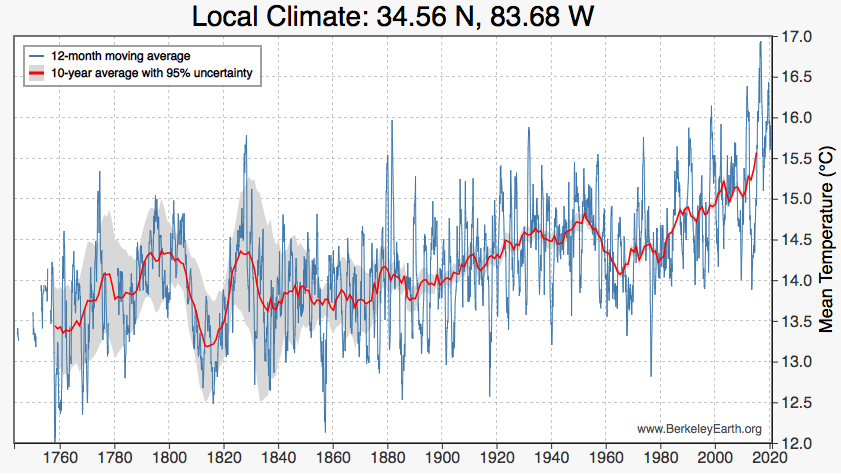 Local Climate: 34.56 N, 83.68 W
12-month moving average
10-year average with 95% uncertainty
17.0
16.5
16.0
15.5
15.0
14.5
14.0
13.5
13.0
12.5
12.0
Mean Temperature (°C)
www.BerkeleyEarth.org
1760 1780 1800 1820 1840 1860 1880 1900 1920 1940 1960 1980 2000 2020